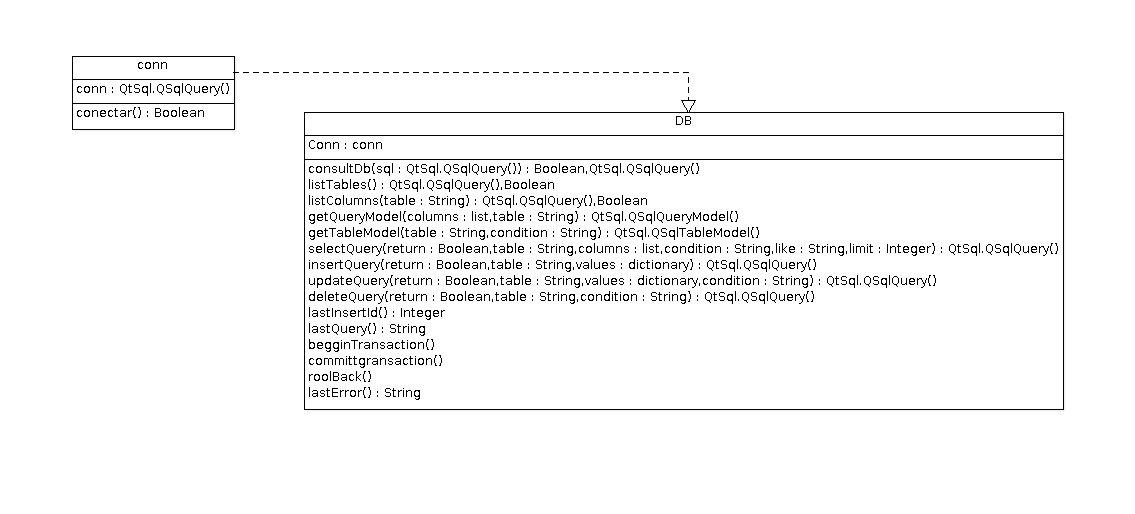 conn
conn : QtSql.QSqlQuery()
conectar() : Boolean
DB
Conn : conn
consultDb(sql : QtSql.QSqlQuery()) : Boolean,QtSql.QSqlQuery()
listTables() : QtSql.QSqlQuery(),Boolean
listColumns(table : String) : QtSql.QSqlQuery(),Boolean
getQueryModel(columns : list,table : String) : QtSql.QSqlQueryModel()
getTableModel(table : String,condition : String) : QtSql.QSqlTableModel()
selectQuery(return : Boolean,table : String,columns : list,condition : String,like : String,limit : Integer) : QtSql.QSqlQuery()
insertQuery(return : Boolean,table : String,values : dictionary) : QtSql.QSqlQuery()
updateQuery(return : Boolean,table : String,values : dictionary,condition : String) : QtSql.QSqlQuery()
deleteQuery(return : Boolean,table : String,condition : String) : QtSql.QSqlQuery()
lastInsertId() : Integer
lastQuery() : String
begginTransaction()
committgransaction()
roolBack()
lastError() : String